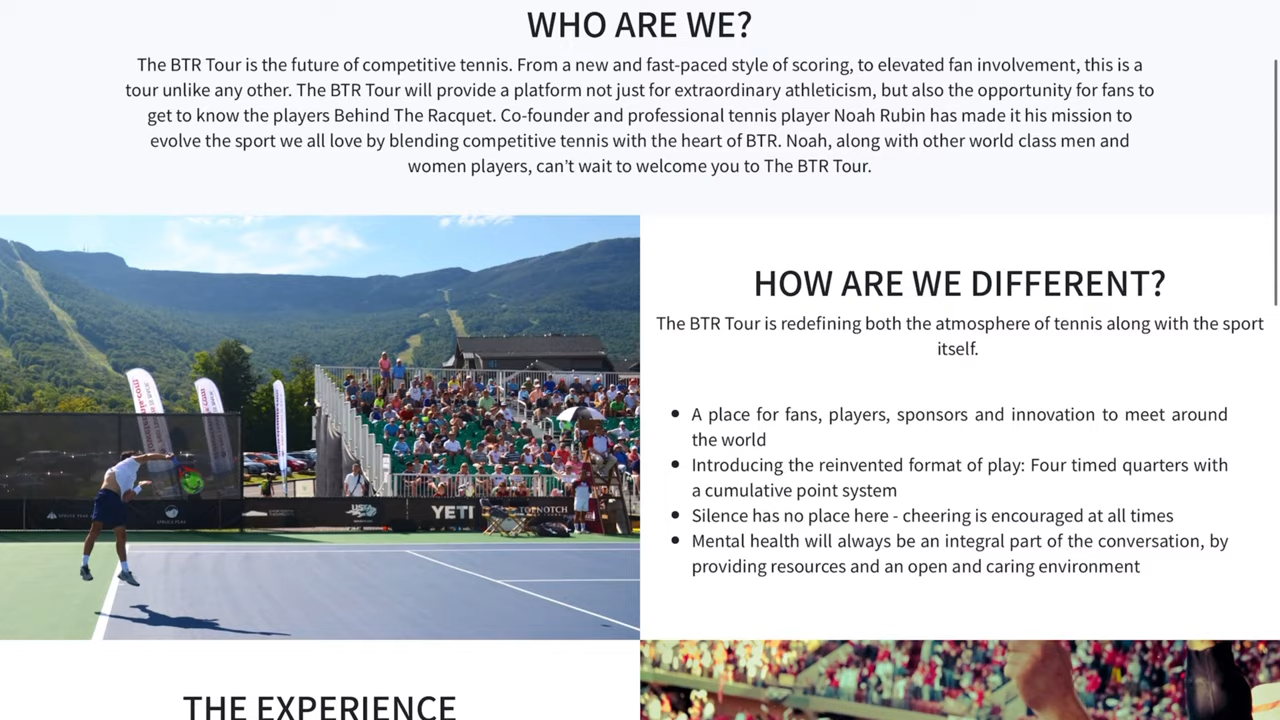 WHO ARE WE?
The BTR Tour is the future of competitive tennis. From a new and fast-paced style of scoring, to elevated fan involvement, this is a
tour unlike any other. The BTR Tour will provide a platform not just for extraordinary athleticism, but also the opportunity for fans to
get to know the players Behind The Racquet. Co-founder and professional tennis player Noah Rubin has made it his mission to
evolve the sport we all love by blending competitive tennis with the heart of BTR. Noah, along with other world class men and
women players, can’t wait to welcome you to The BTR Tour.
HOW ARE WE DIFFERENT?
The BTR Tour is redefining both the atmosphere of tennis along with the sport
itself.
• A place for fans, players, sponsors and innovation to meet around
the world
• Introducing the reinvented format of play: Four timed quarters with
a cumulative point system
• Silence has no place here - cheering is encouraged at all times
• Mental health will always be an integral part of the conversation, by
providing resources and an open and caring environment
SPRUCE PEAK
SPRUCE PEAK
YETI
TOPNOTCH
THE EXPERIENCE